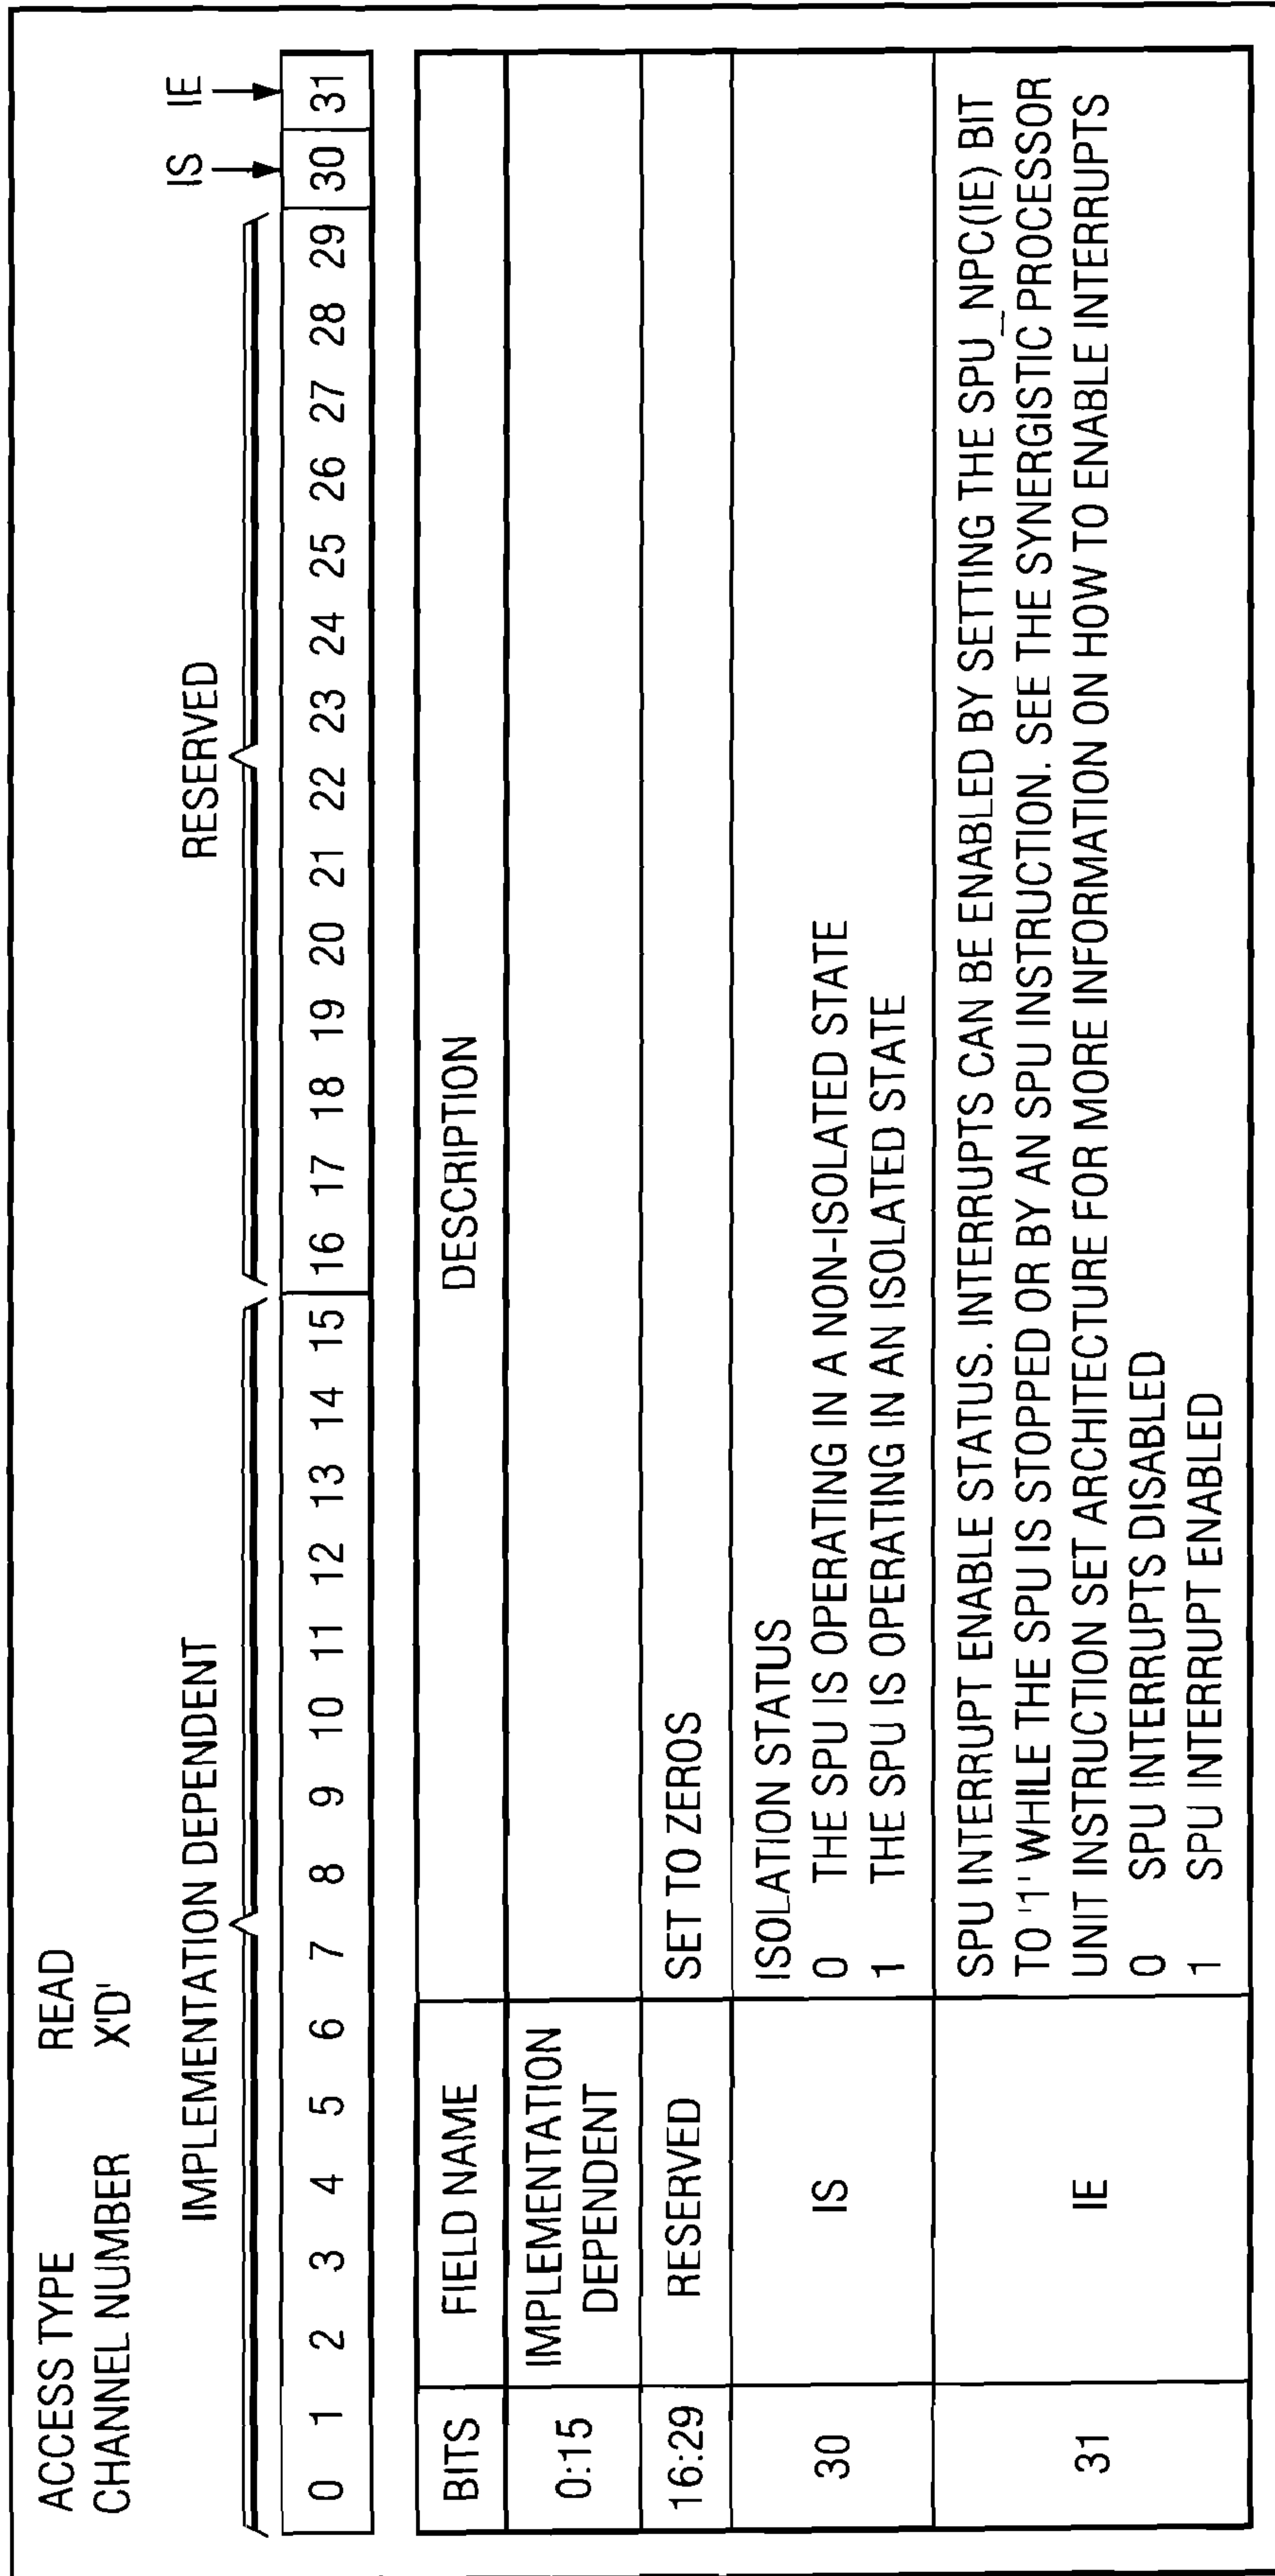 ACCESS TYPE READ
CHANNEL NUMBER X'D'
IMPLEMENTATION DEPENDENT RESERVED IS IE
0 1 2 3 4 5 6 7 8 9 10 11 12 13 14 15 16 17 18 19 20 21 22 23 24 25 26 27 28 29 30 31
BITS FIELD NAME DESCRIPTION
0:15 IMPLEMENTATION
DEPENDENT
16:29 RESERVED SET TO ZEROS
30 IS ISOLATION STATUS
0 THE SPU IS OPERATING IN A NON-ISOLATED STATE
1 THE SPU IS OPERATING IN AN ISOLATED STATE
31 IE SPU INTERRUPT ENABLE STATUS. INTERRUPTS CAN BE ENABLED BY SETTING THE SPU_NPC(IE) BIT
TO '1' WHILE THE SPU IS STOPPED OR BY AN SPU INSTRUCTION. SEE THE SYNERGISTIC PROCESSOR
UNIT INSTRUCTION SET ARCHITECTURE FOR MORE INFORMATION ON HOW TO ENABLE INTERRUPTS
0 SPU INTERRUPTS DISABLED
1 SPU INTERRUPT ENABLED